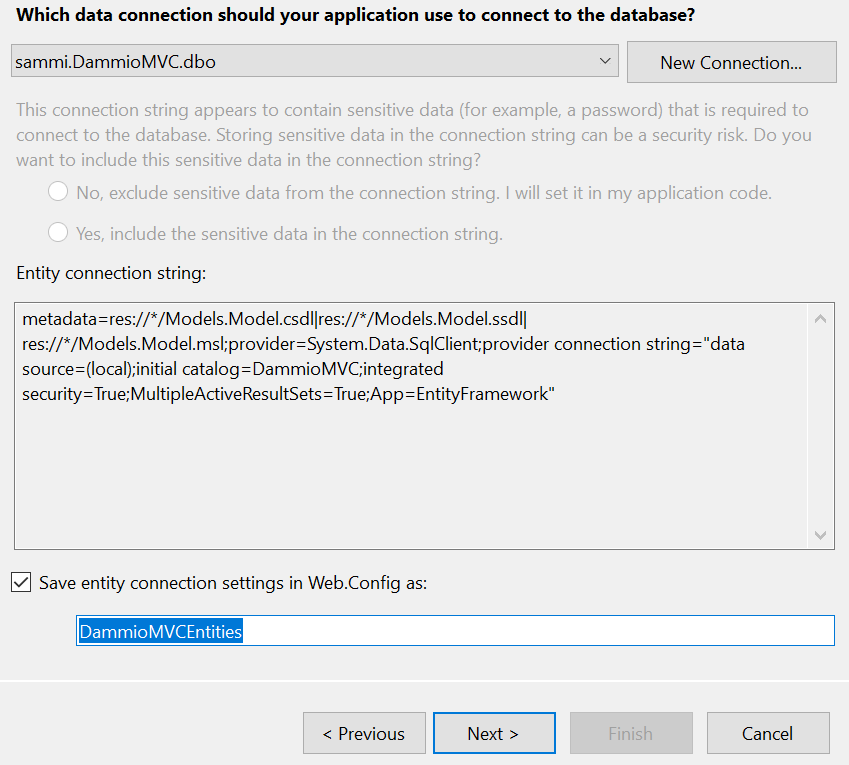 Which data connection should your application use to connect to the database?
sammi.DammioMVC.dbo
New Connection...
This connection string appears to contain sensitive data (for example, a password) that is required to
connect to the database. Storing sensitive data in the connection string can be a security risk. Do you
want to include this sensitive data in the connection string?
No, exclude sensitive data from the connection string. I will set it in my application code.
Yes, include the sensitive data in the connection string.
Entity connection string:
metadata=res://*/Models.Model.csdl|res://*/Models.Model.ssdl|
res://*/Models.Model.msl;provider=System.Data.SqlClient;provider connection string="data
source=(local);initial catalog=DammioMVC;integrated
security=True;MultipleActiveResultSets=True;App=EntityFramework"
Save entity connection settings in Web.Config as:
DammioMVCEntities
< Previous
Next >
Finish
Cancel